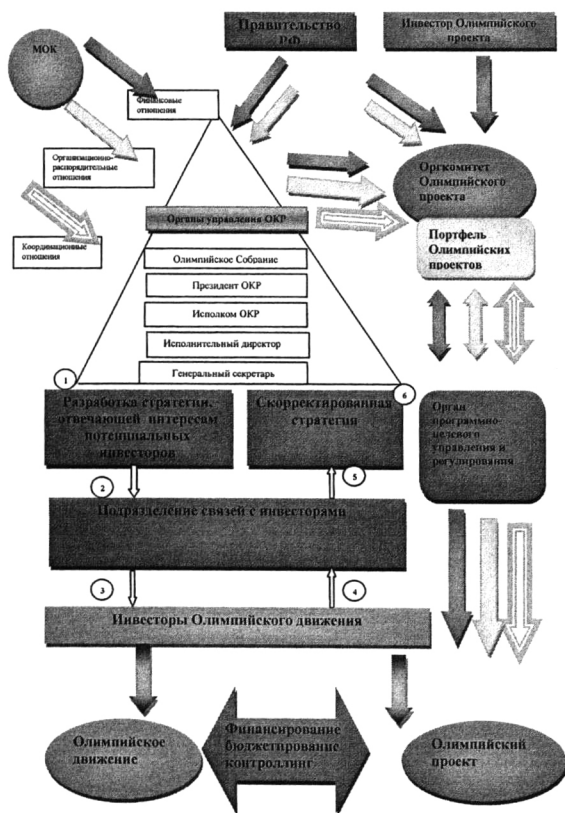 МОК
Правительство
РФ
Инвестор Олимпийского
проекта
Финансовые
отношения
Организационно-
распорядительные
отношения
Координационные
отношения
Оргкомитет
Олимпийского
проекта
Портфель
Олимпийских
проектов
Органы управления ОКР
Олимпийское Собрание
Президент ОКР
Исполком ОКР
Исполнительный директор
Генеральный секретарь
1
6
Разработка стратегии,
отвечающей интересам
потенциальных
инвесторов
Скорректированная
стратегия
Орган
программно-
целевого
управления и
регулирования
2
5
Подразделение связей с инвесторами
3
4
Инвесторы Олимпийского движения
Олимпийское
движение
Финансирование
бюджетирование
контроллинг
Олимпийский
проект